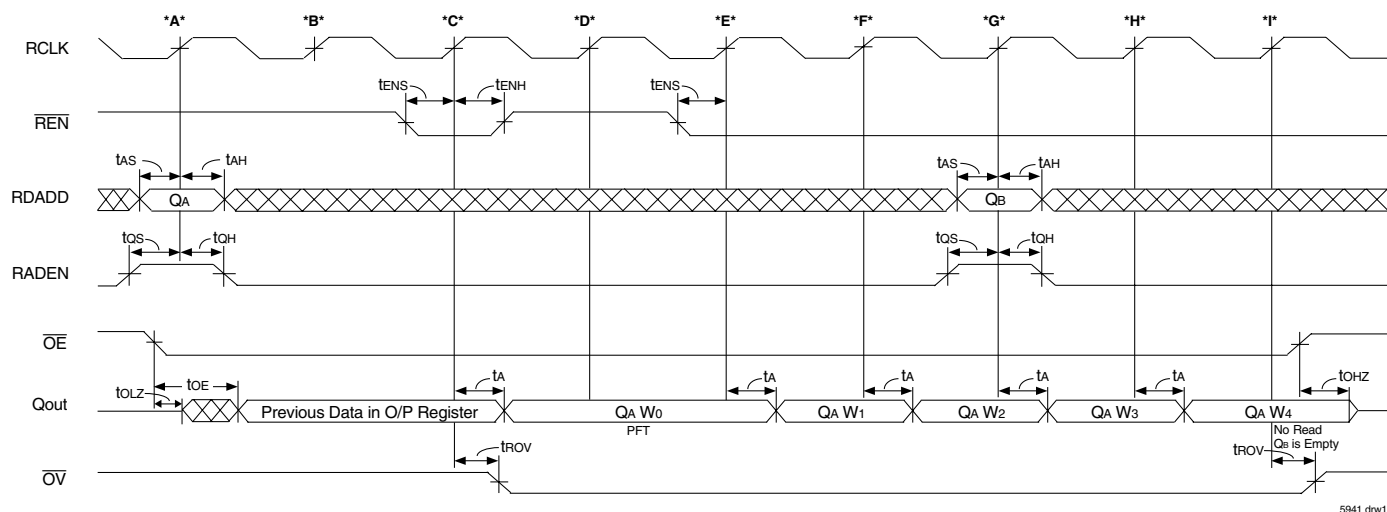 *A* *B* *C* *D* *E* *F* *G* *H* *I*
RCLK
tENS tENH tENS
REN
tAS tAH tAS tAH
RDADD QA QB
tQS tQH tQS tQH
RADEN
OE
tOLZ tOE tA tA tA tA tA tOHZ
Qout Previous Data in O/P Register QA W0 QA W1 QA W2 QA W3 QA W4
PFT No Read
QB is Empty
tROV tROV
OV
5941 drw1